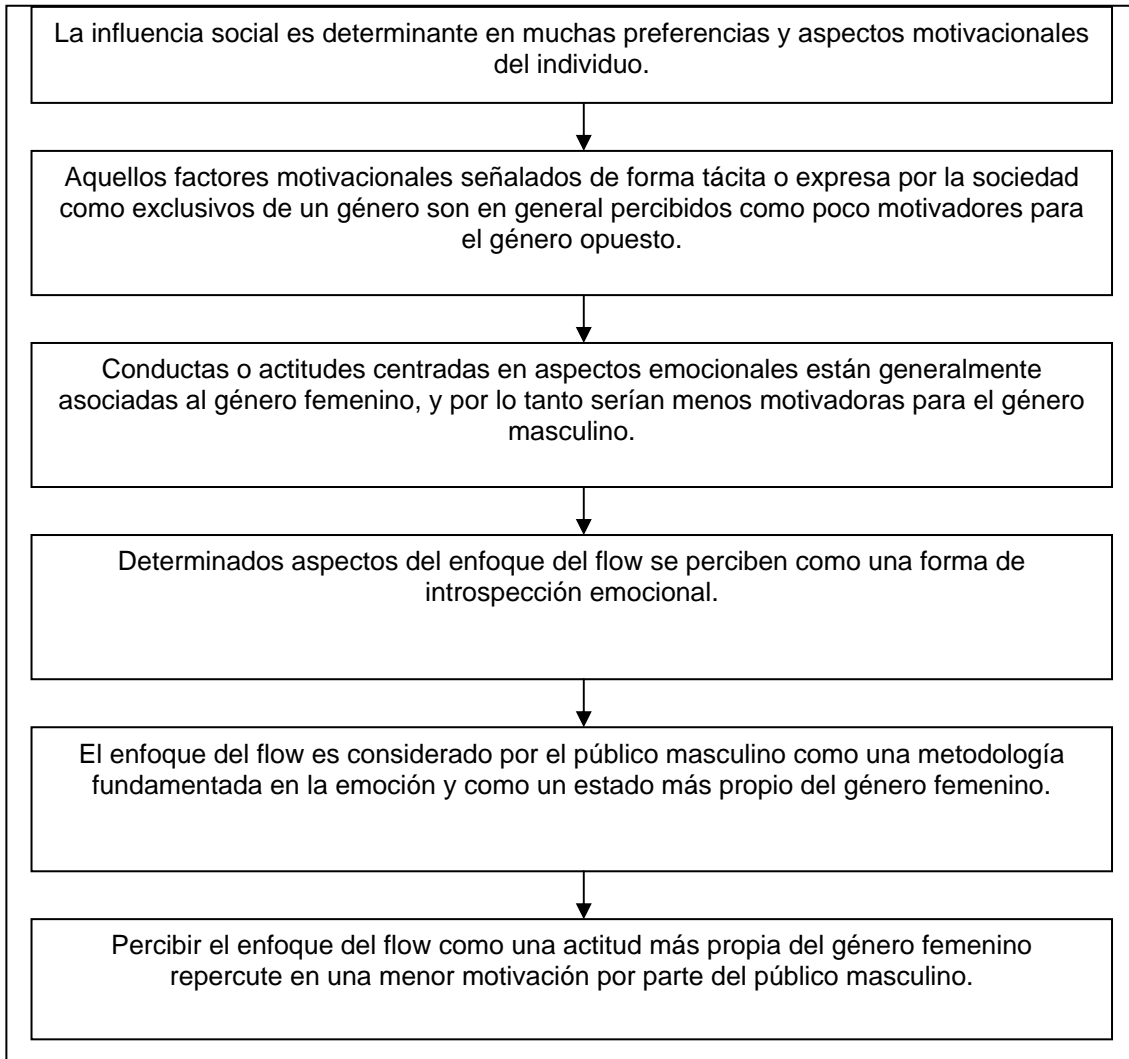 La influencia social es determinante en muchas preferencias y aspectos motivacionales
del individuo.
Aquellos factores motivacionales señalados de forma tácita o expresa por la sociedad
como exclusivos de un género son en general percibidos como poco motivadores para
el género opuesto.
Conductas o actitudes centradas en aspectos emocionales están generalmente
asociadas al género femenino, y por lo tanto serían menos motivadoras para el género
masculino.
Determinados aspectos del enfoque del flow se perciben como una forma de
introspección emocional.
El enfoque del flow es considerado por el público masculino como una metodología
fundamentada en la emoción y como un estado más propio del género femenino.
Percibir el enfoque del flow como una actitud más propia del género femenino
repercute en una menor motivación por parte del público masculino.